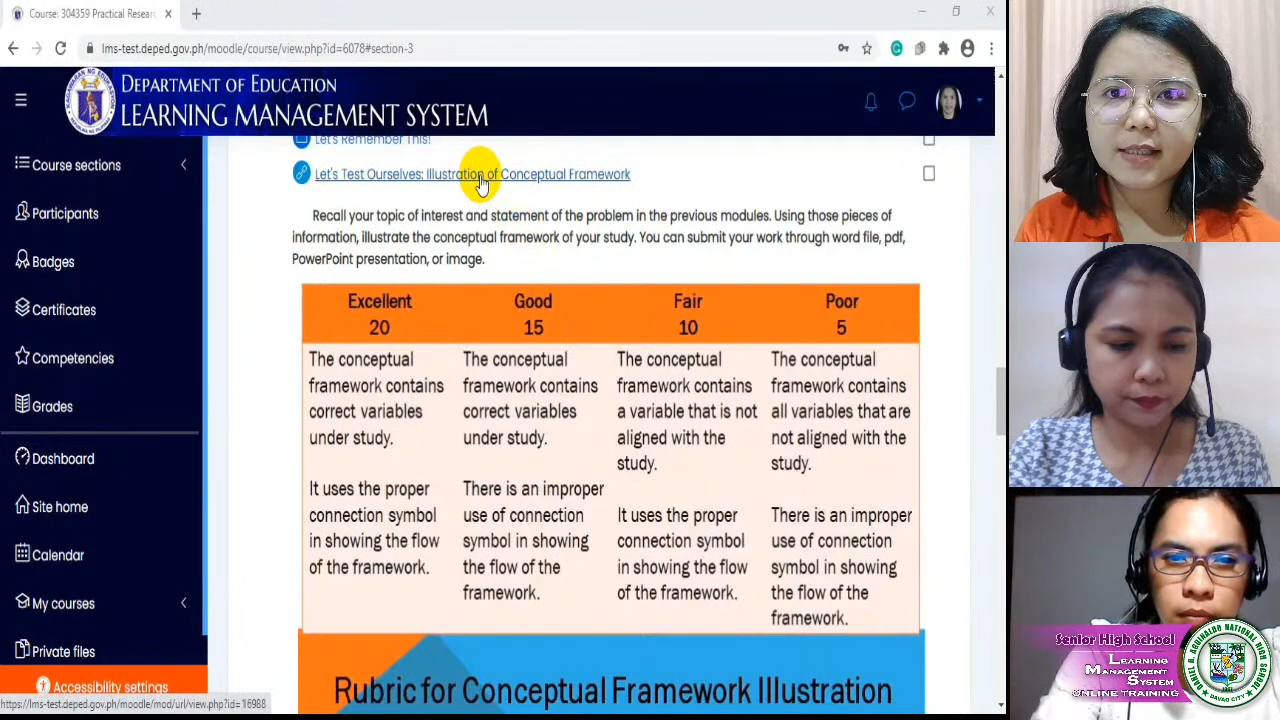 Course: 304359 Practical Resear
lms-test.deped.gov.ph/moodle/course/view.php?id=6078#section-3
DEPARTMENT OF EDUCATION
LEARNING MANAGEMENT SYSTEM
Course sections
Participants
Badges
Certificates
Competencies
Grades
Dashboard
Site home
Calendar
My courses
Private files
Accessibility settings
https://lms-test.deped.gov.ph/moodle/mod/url/view.php?id=16988
Let's Remember This!
Let's Test Ourselves: Illustration of Conceptual Framework
Recall your topic of interest and statement of the problem in the previous modules. Using those pieces of
information, illustrate the conceptual framework of your study. You can submit your work through word file, pdf,
PowerPoint presentation, or image.
Excellent
20
The conceptual
framework contains
correct variables
under study.
It uses the proper
connection symbol
in showing the flow
of the framework.
Good
15
The conceptual
framework contains
correct variables
under study.
There is an improper
use of connection
symbol in showing
the flow of the
framework.
Fair
10
The conceptual
framework contains
a variable that is not
aligned with the
study.
It uses the proper
connection symbol
in showing the flow
of the framework.
Poor
5
The conceptual
framework contains
all variables that are
not aligned with the
study.
There is an improper
use of connection
symbol in showing
the flow of the
framework.
Rubric for Conceptual Framework Illustration
Senior High School
Learning
Management
System
ONLINE TRAINING
DAVAO CITY